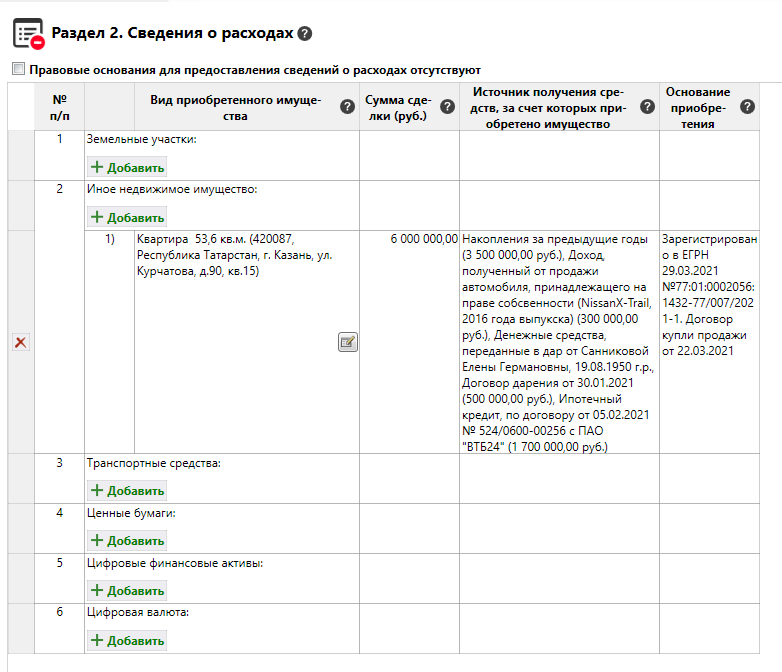 Раздел 2. Сведения о расходах ?
Правовые основания для предоставления сведений о расходах отсутствуют
№
п/п
Вид приобретенного имуще-
ства
?
Сумма сде-
лки (руб.)
?
Источник получения сре-
дств, за счет которых при-
обретено имущество
?
Основание
приобре-
тения
?
1 Земельные участки:
+ Добавить
2 Иное недвижимое имущество:
+ Добавить
1)
Квартира 53,6 кв.м. (420087,
Республика Татарстан, г. Казань, ул.
Курчатова, д.90, кв.15)
6 000 000,00
Накопления за предыдущие годы
(3 500 000,00 руб.), Доход,
полученный от продажи
автомобиля, принадлежащего на
праве собсвенности (NissanX-Trail,
2016 года выпукска) (300 000,00
руб.), Денежные средства,
переданные в дар от Санниковой
Елены Германовны, 19.08.1950 г.р.,
Договор дарения от 30.01.2021
(500 000,00 руб.), Ипотечный
кредит, по договору от 05.02.2021
№ 524/0600-00256 с ПАО
"ВТБ24" (1 700 000,00 руб.)
Зарегистрирован
о в ЕГРН
29.03.2021
№77:01:0002056:
1432-77/007/202
1-1. Договор
купли продажи
от 22.03.2021
3 Транспортные средства:
+ Добавить
4 Ценные бумаги:
+ Добавить
5 Цифровые финансовые активы:
+ Добавить
6 Цифровая валюта:
+ Добавить